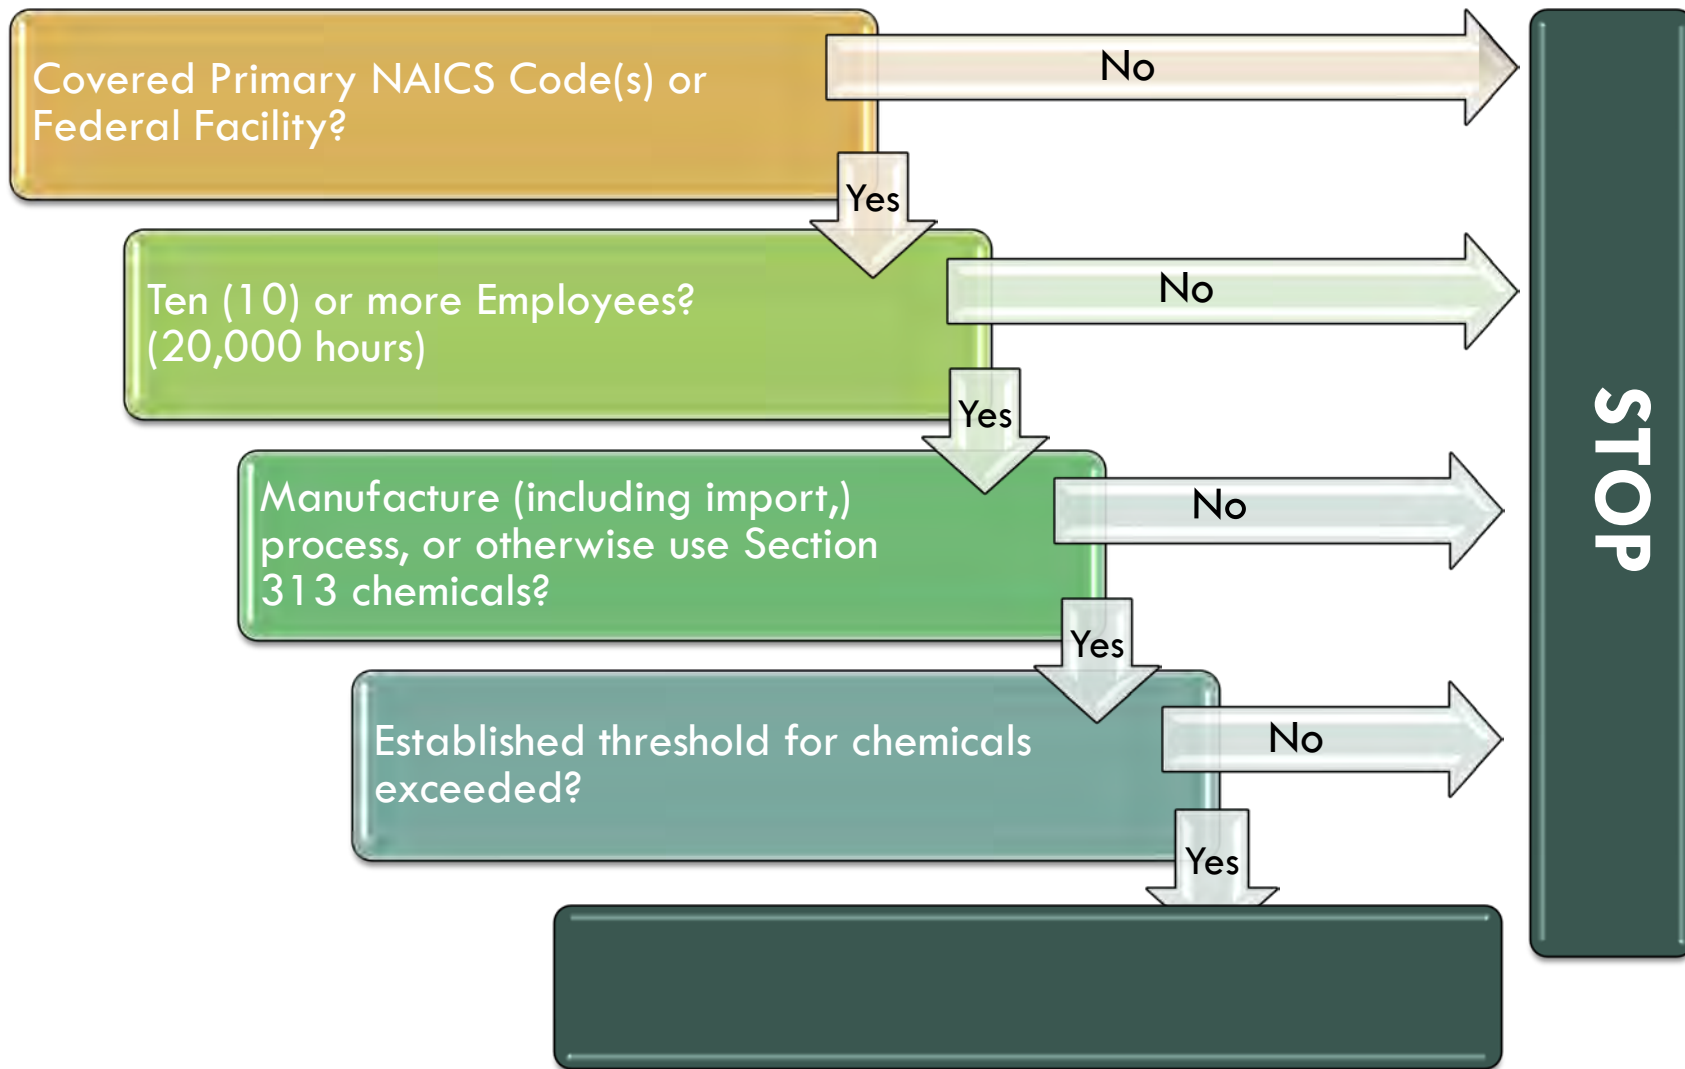 Covered Primary NAICS Code(s) or
Federal Facility?
No
Yes
Ten (10) or more Employees?
(20,000 hours)
No
Yes
Manufacture (including import,)
process, or otherwise use Section
313 chemicals?
No
Yes
Established threshold for chemicals
exceeded?
No
Yes
STOP